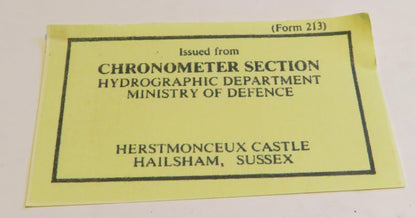 (Form 213)
Issued from
CHRONOMETER SECTION
HYDROGRAPHIC DEPARTMENT
MINISTRY OF DEFENCE
HERSTMONCEUX CASTLE
HAILSHAM, SUSSEX